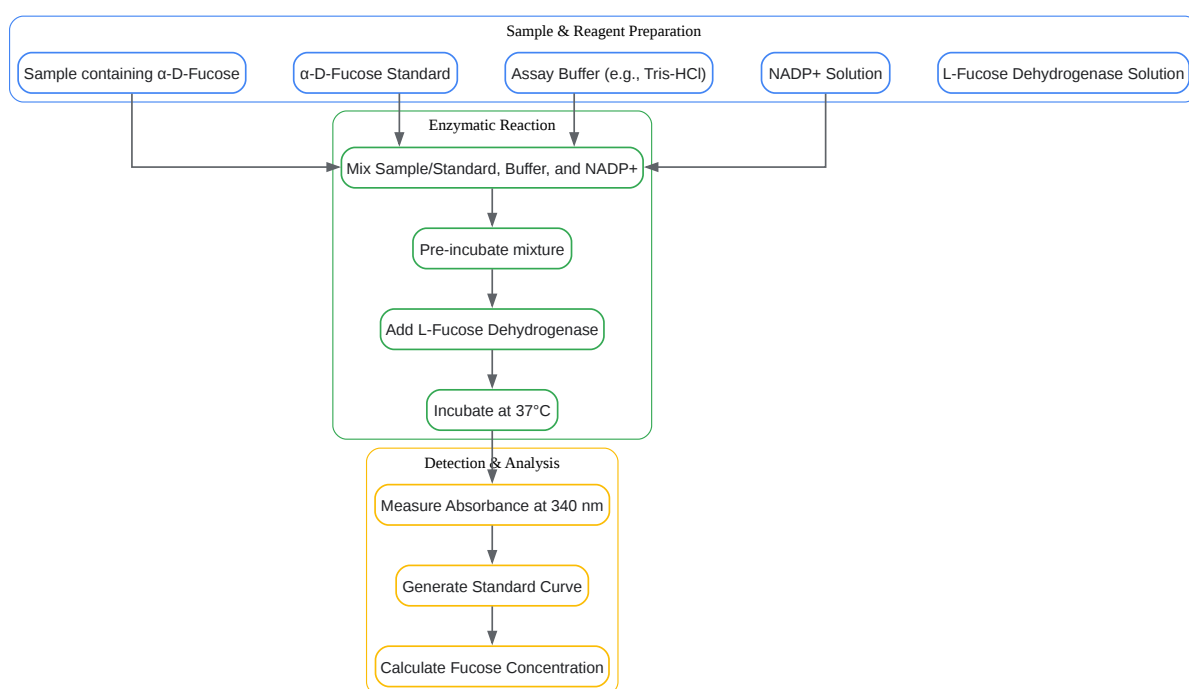 Sample & Reagent Preparation
Sample containing α-D-Fucose
α-D-Fucose Standard
Assay Buffer (e.g., Tris-HCl)
NADP+ Solution
L-Fucose Dehydrogenase Solution
Enzymatic Reaction
Mix Sample/Standard, Buffer, and NADP+
Pre-incubate mixture
Add L-Fucose Dehydrogenase
Incubate at 37°C
Detection & Analysis
Measure Absorbance at 340 nm
Generate Standard Curve
Calculate Fucose Concentration